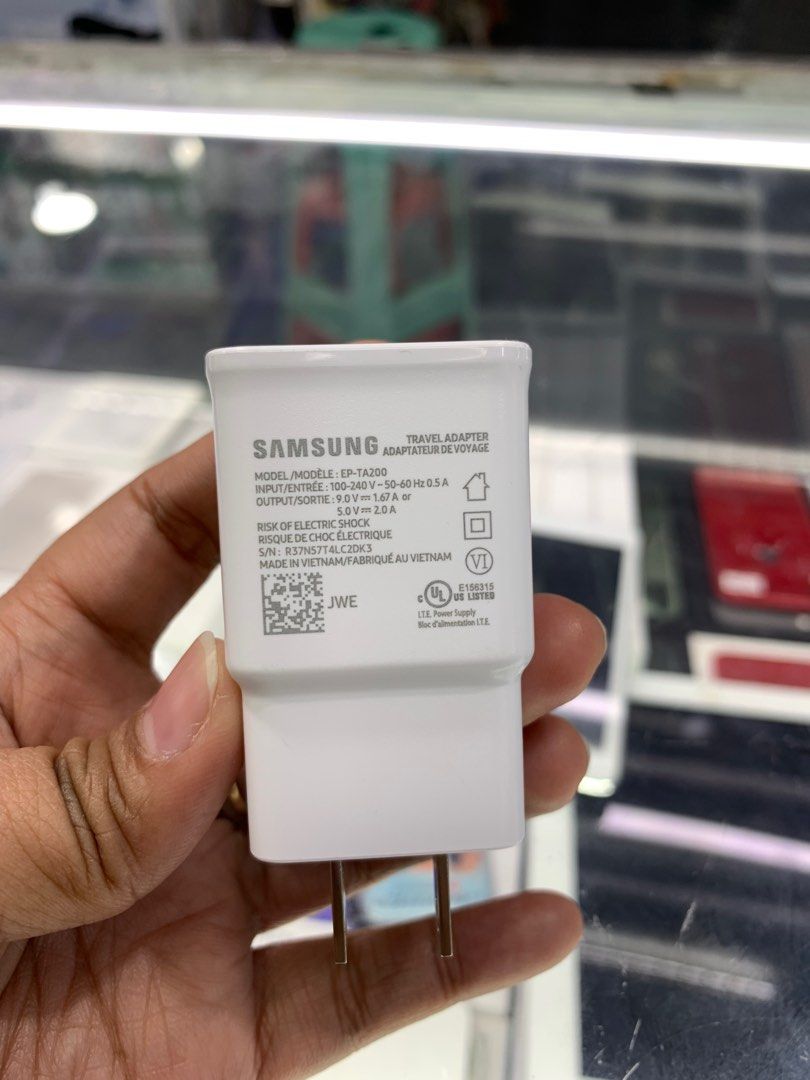 SAMSUNG TRAVEL ADAPTER
ADAPTATEUR DE VOYAGE
MODEL/MODÈLE : EP-TA200
INPUT/ENTRÉE : 100-240 V ~ 50-60 Hz 0.5 A
OUTPUT/SORTIE : 9.0 V ⎓ 1.67 A or
5.0 V ⎓ 2.0 A
RISK OF ELECTRIC SHOCK
RISQUE DE CHOC ÉLECTRIQUE
S/N : R37N57T4LC2DK3
MADE IN VIETNAM/FABRIQUÉ AU VIETNAM
VI
JWE
c UL US LISTED
E156315
I.T.E. Power Supply
Bloc d'alimentation I.T.E.